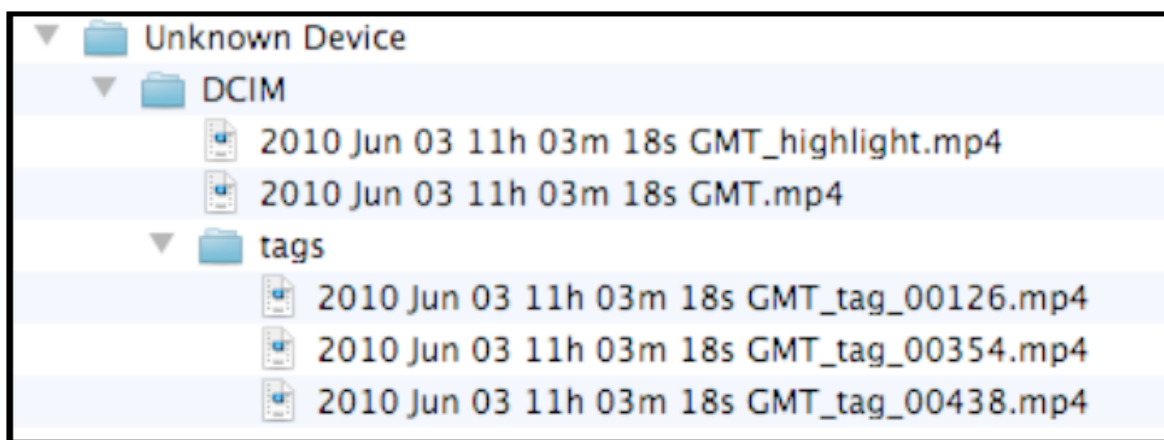 Unknown Device
DCIM
2010 Jun 03 11h 03m 18s GMT_highlight.mp4
2010 Jun 03 11h 03m 18s GMT.mp4
tags
2010 Jun 03 11h 03m 18s GMT_tag_00126.mp4
2010 Jun 03 11h 03m 18s GMT_tag_00354.mp4
2010 Jun 03 11h 03m 18s GMT_tag_00438.mp4